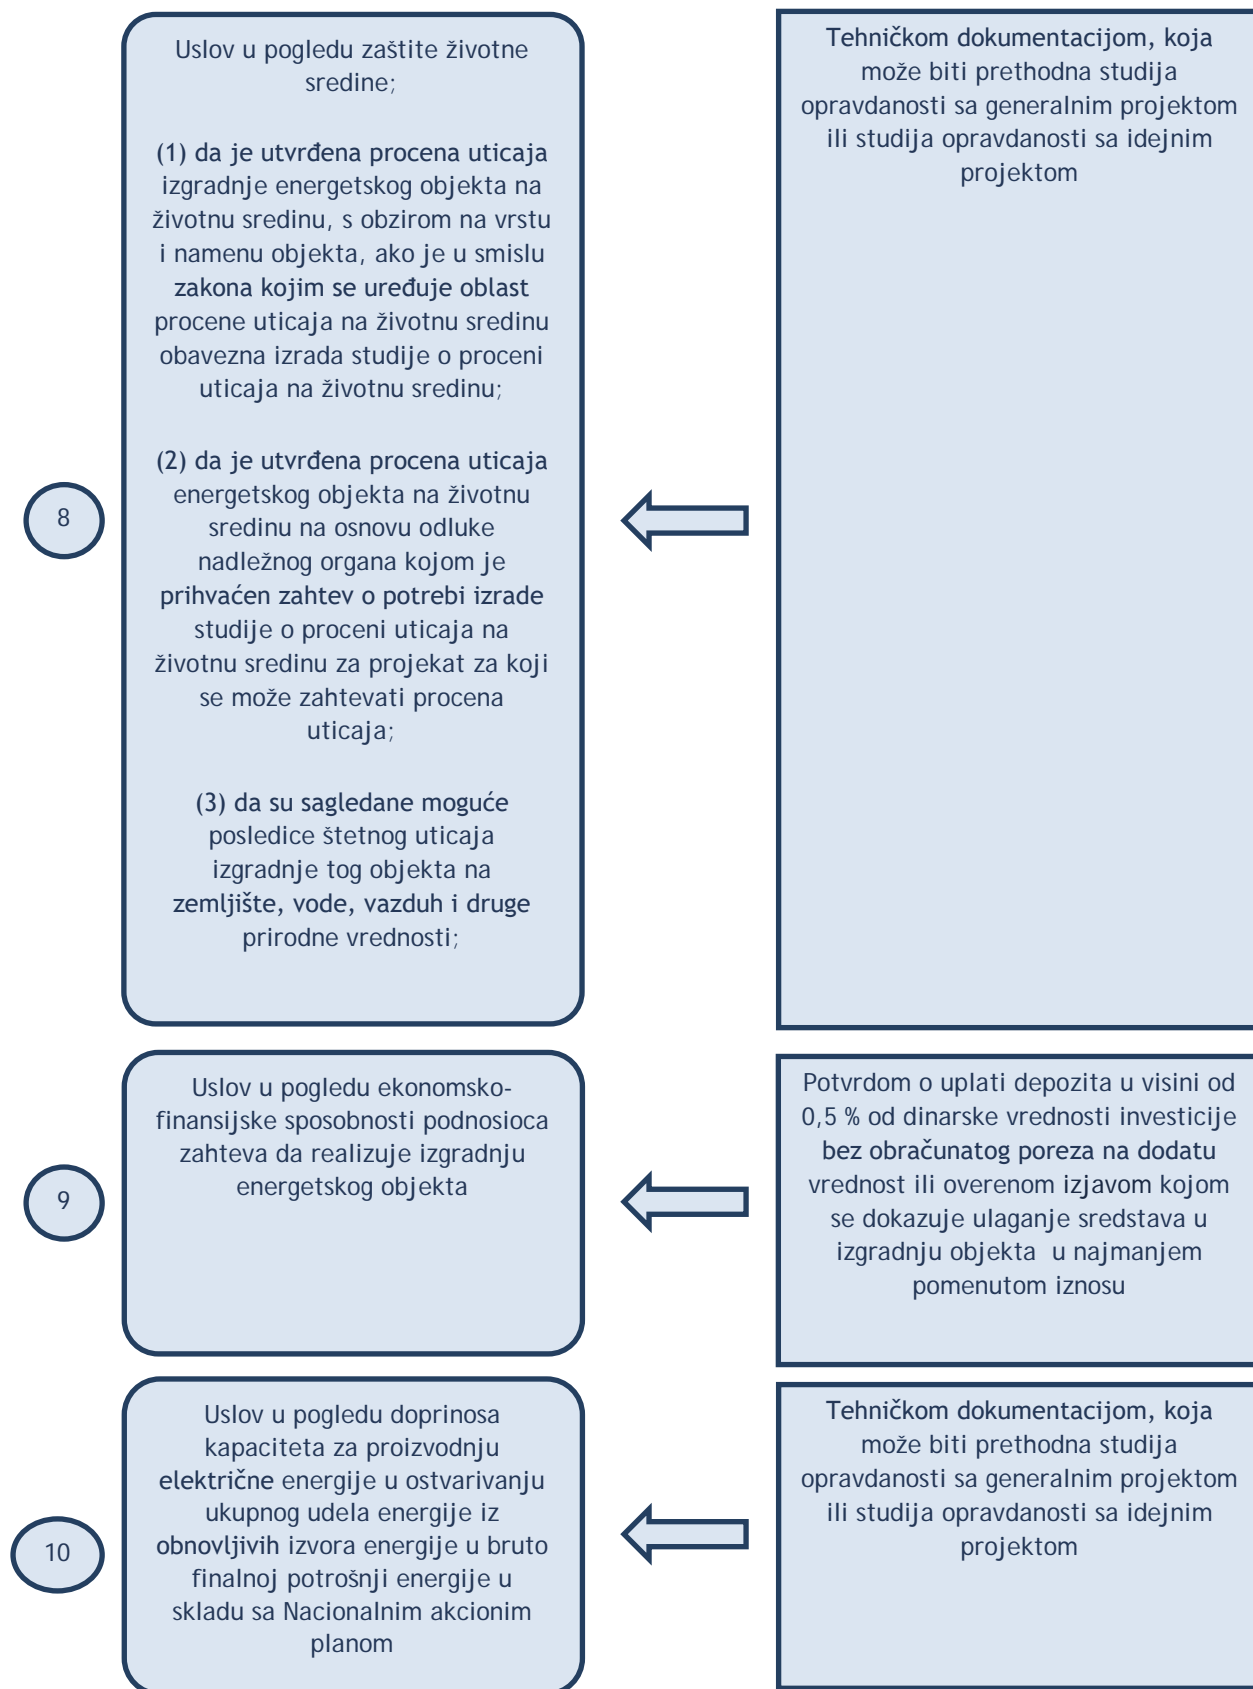 8
Uslov u pogledu zaštite životne
sredine;
(1) da je utvrđena procena uticaja
izgradnje energetskog objekta na
životnu sredinu, s obzirom na vrstu
i namenu objekta, ako je u smislu
zakona kojim se uređuje oblast
procene uticaja na životnu sredinu
obavezna izrada studije o proceni
uticaja na životnu sredinu;
(2) da je utvrđena procena uticaja
energetskog objekta na životnu
sredinu na osnovu odluke
nadležnog organa kojom je
prihvaćen zahtev o potrebi izrade
studije o proceni uticaja na
životnu sredinu za projekat za koji
se može zahtevati procena
uticaja;
(3) da su sagledane moguće
posledice štetnog uticaja
izgradnje tog objekta na
zemljište, vode, vazduh i druge
prirodne vrednosti;
Tehničkom dokumentacijom, koja
može biti prethodna studija
opravdanosti sa generalnim projektom
ili studija opravdanosti sa idejnim
projektom
9
Uslov u pogledu ekonomsko-
finansijske sposobnosti podnosioca
zahteva da realizuje izgradnju
energetskog objekta
Potvrdom o uplati depozita u visini od
0,5 % od dinarske vrednosti investicije
bez obračunatog poreza na dodatu
vrednost ili overenom izjavom kojom
se dokazuje ulaganje sredstava u
izgradnju objekta u najmanjem
pomenutom iznosu
10
Uslov u pogledu doprinosa
kapaciteta za proizvodnju
električne energije u ostvarivanju
ukupnog udela energije iz
obnovljivih izvora energije u bruto
finalnoj potrošnji energije u
skladu sa Nacionalnim akcionim
planom
Tehničkom dokumentacijom, koja
može biti prethodna studija
opravdanosti sa generalnim projektom
ili studija opravdanosti sa idejnim
projektom